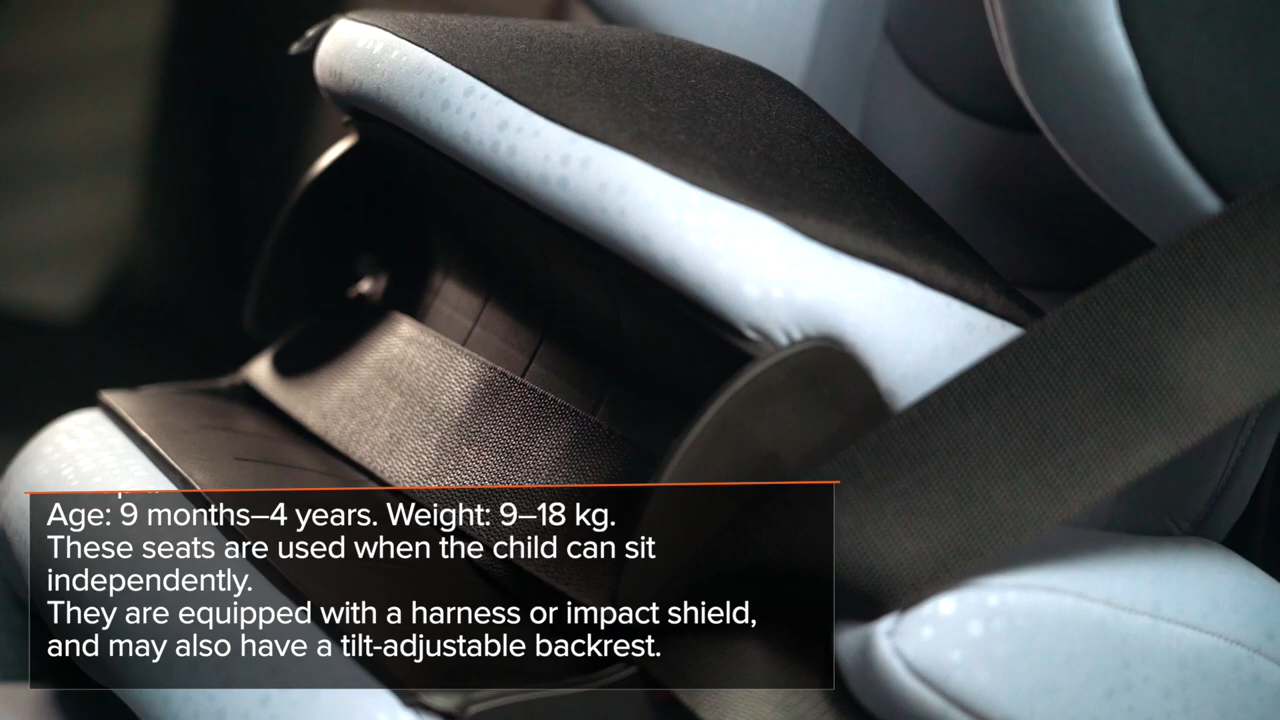 Age: 9 months–4 years. Weight: 9–18 kg.
These seats are used when the child can sit
independently.
They are equipped with a harness or impact shield,
and may also have a tilt-adjustable backrest.